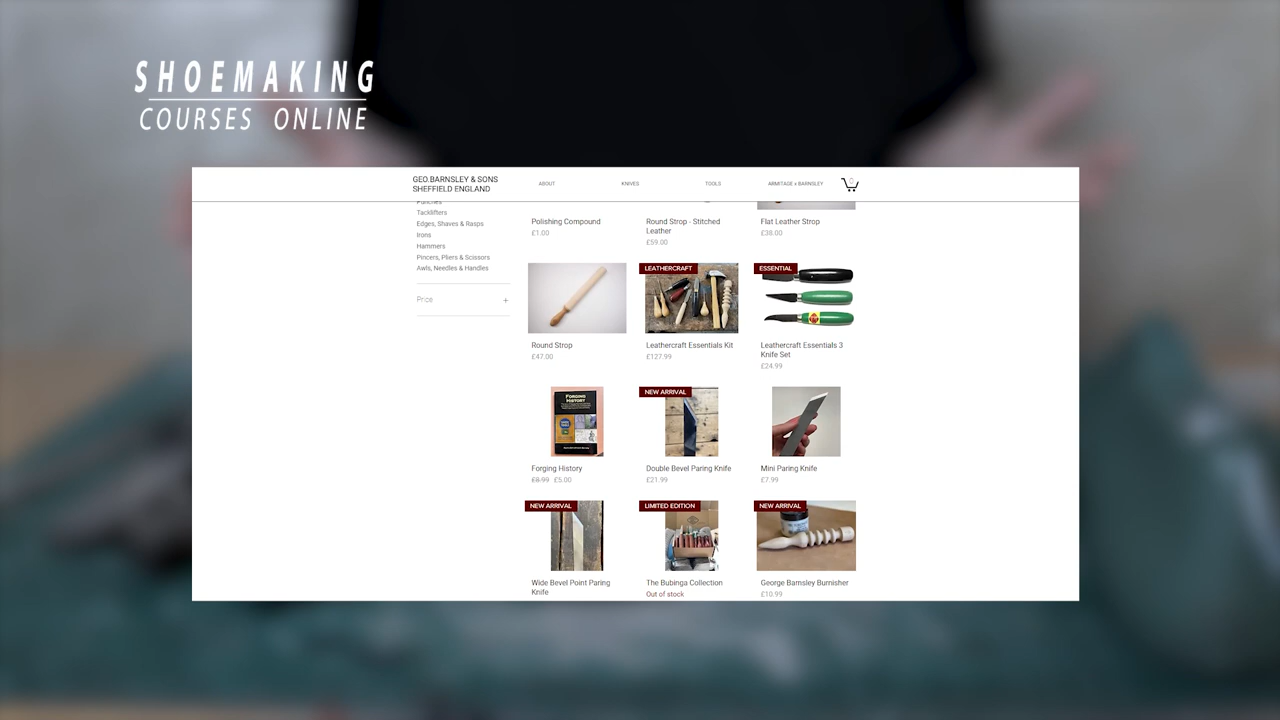 SHOEMAKING
COURSES ONLINE
GEO.BARNSLEY & SONS
SHEFFIELD ENGLAND
ABOUT
KNIVES
TOOLS
ARMITAGE x BARNSLEY
0
Punches
Tacklifters
Edges, Shaves & Rasps
Irons
Hammers
Pincers, Pliers & Scissors
Awls, Needles & Handles
Price +
Polishing Compound
£1.00
Round Strop - Stitched
Leather
£59.00
Flat Leather Strop
£38.00
Round Strop
£47.00
LEATHERCRAFT
Leathercraft Essentials Kit
£127.99
ESSENTIAL
Leathercraft Essentials 3
Knife Set
£24.99
FORGING
HISTORY
Forging History
£8.99 £5.00
NEW ARRIVAL
Double Bevel Paring Knife
£21.99
Mini Paring Knife
£7.99
NEW ARRIVAL
Wide Bevel Point Paring
Knife
LIMITED EDITION
The Bubinga Collection
Out of stock
NEW ARRIVAL
George Barnsley Burnisher
£10.99